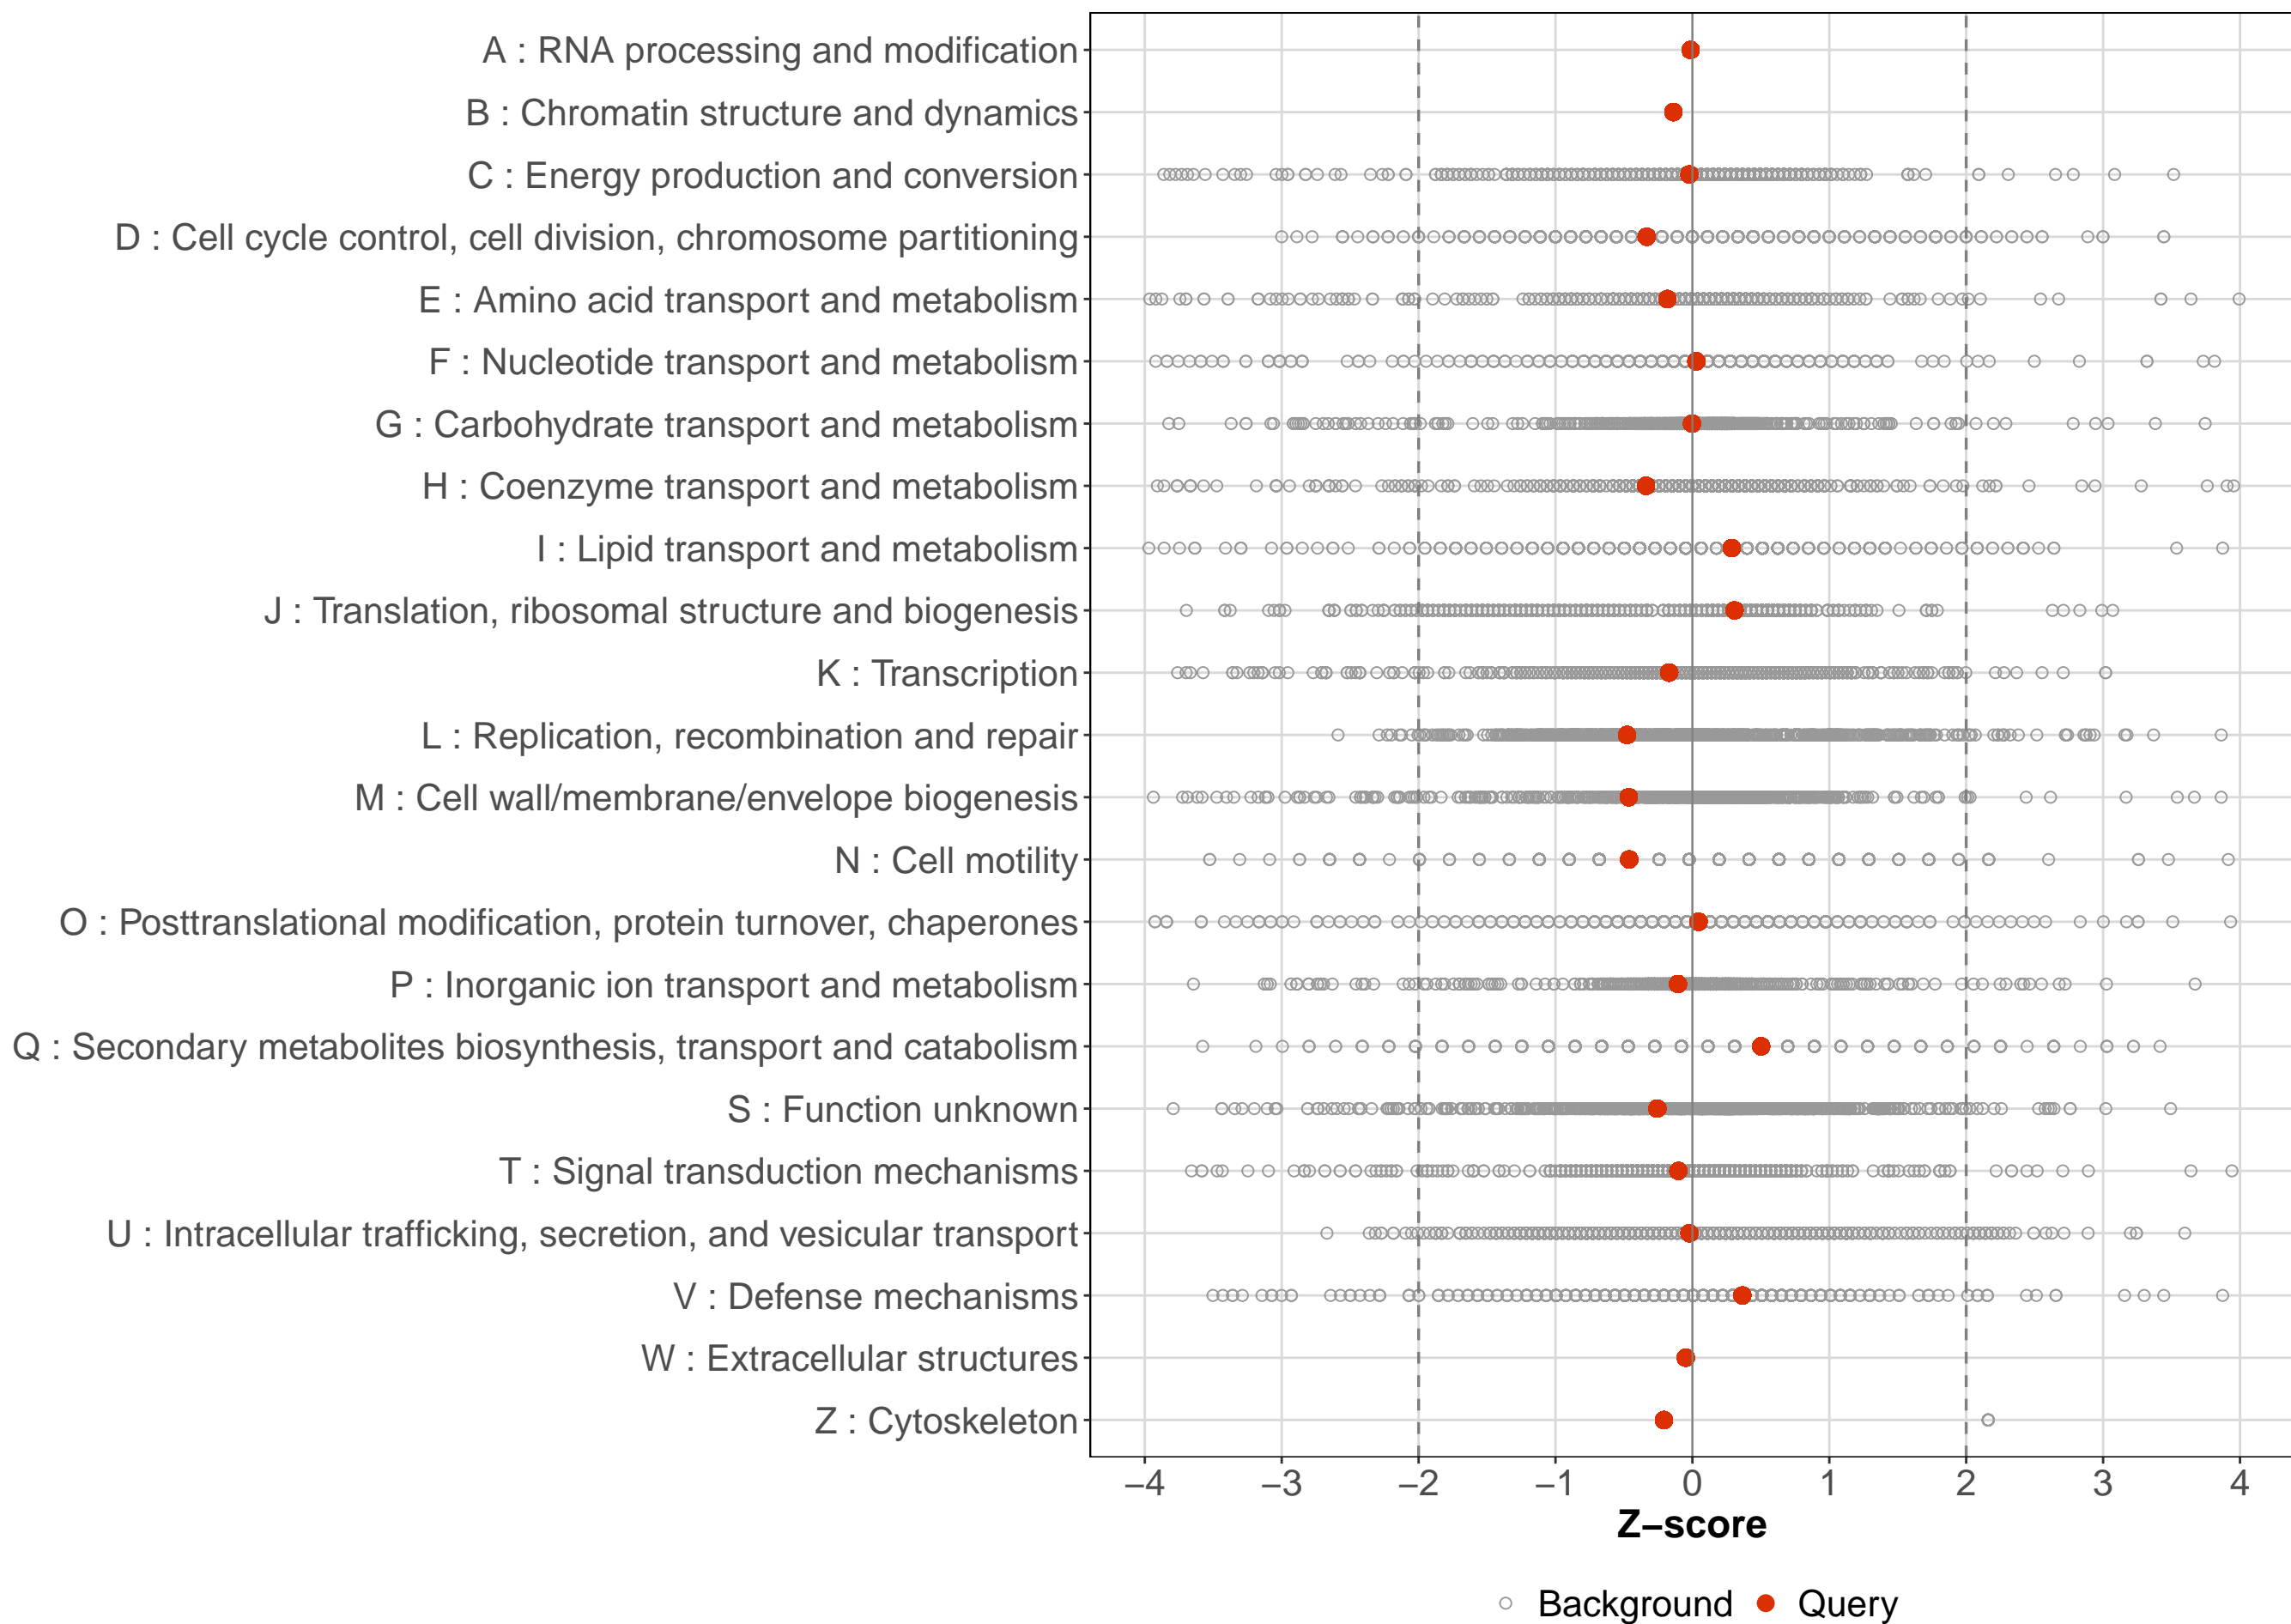 A : RNA processing and modification
B : Chromatin structure and dynamics
C : Energy production and conversion
D : Cell cycle control, cell division, chromosome partitioning
E : Amino acid transport and metabolism
F : Nucleotide transport and metabolism
G : Carbohydrate transport and metabolism
H : Coenzyme transport and metabolism
I : Lipid transport and metabolism
J : Translation, ribosomal structure and biogenesis
K : Transcription
L : Replication, recombination and repair
M : Cell wall/membrane/envelope biogenesis
N : Cell motility
O : Posttranslational modification, protein turnover, chaperones
P : Inorganic ion transport and metabolism
Q : Secondary metabolites biosynthesis, transport and catabolism
S : Function unknown
T : Signal transduction mechanisms
U : Intracellular trafficking, secretion, and vesicular transport
V : Defense mechanisms
W : Extracellular structures
Z : Cytoskeleton
−4 −3 −2 −1 0 1 2 3 4
Z−score
Background Query